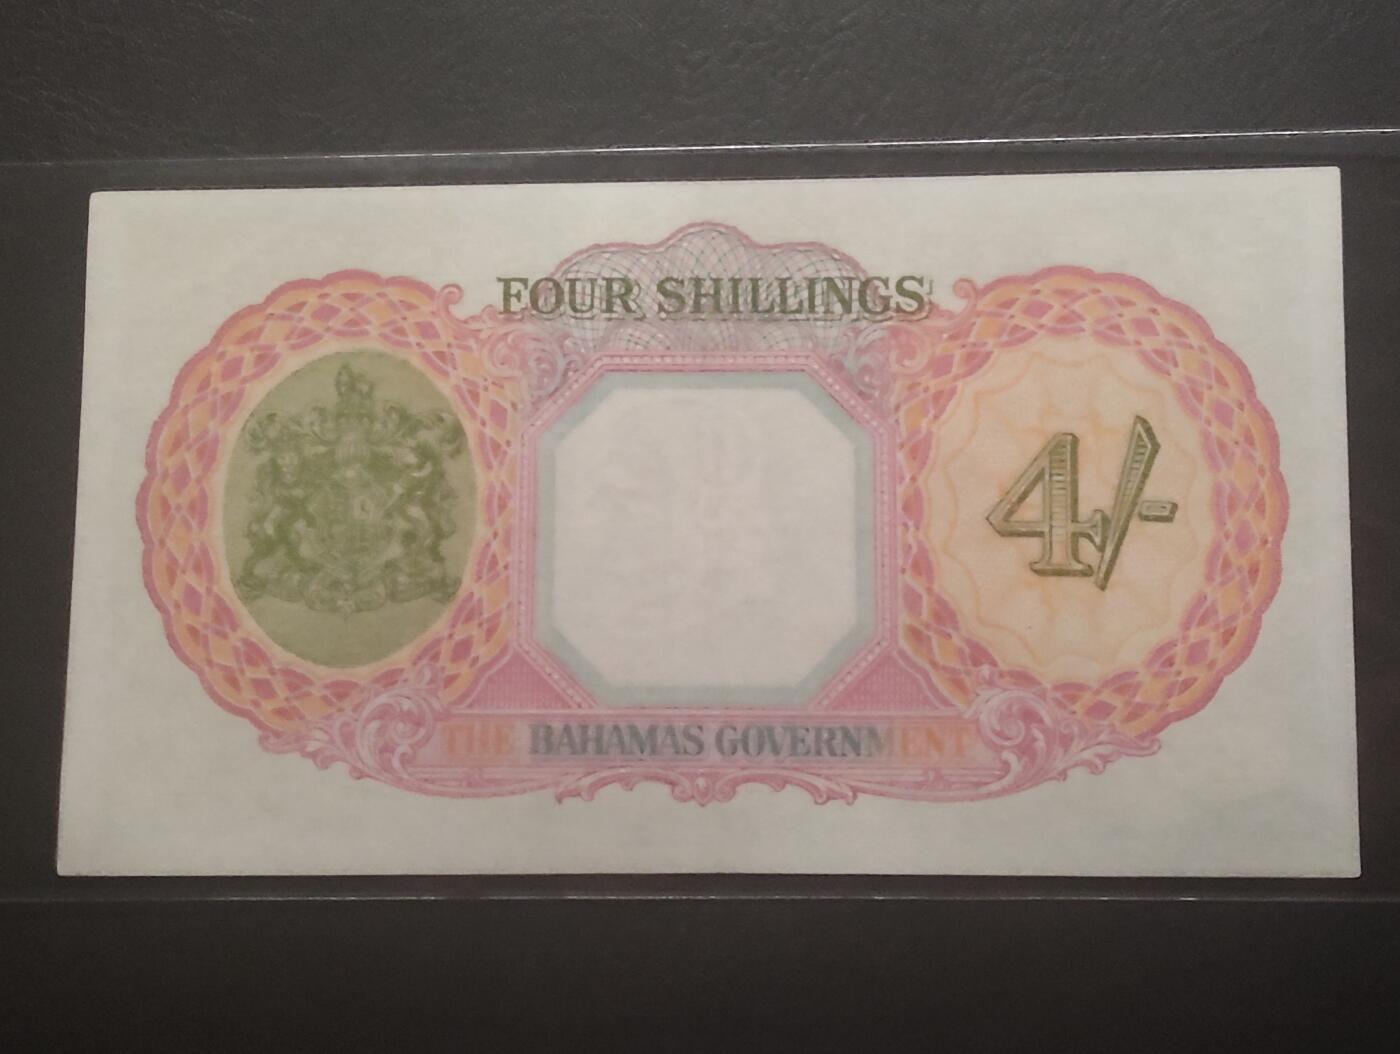 FOUR SHILLINGS
4/-
THE BAHAMAS GOVERNMENT